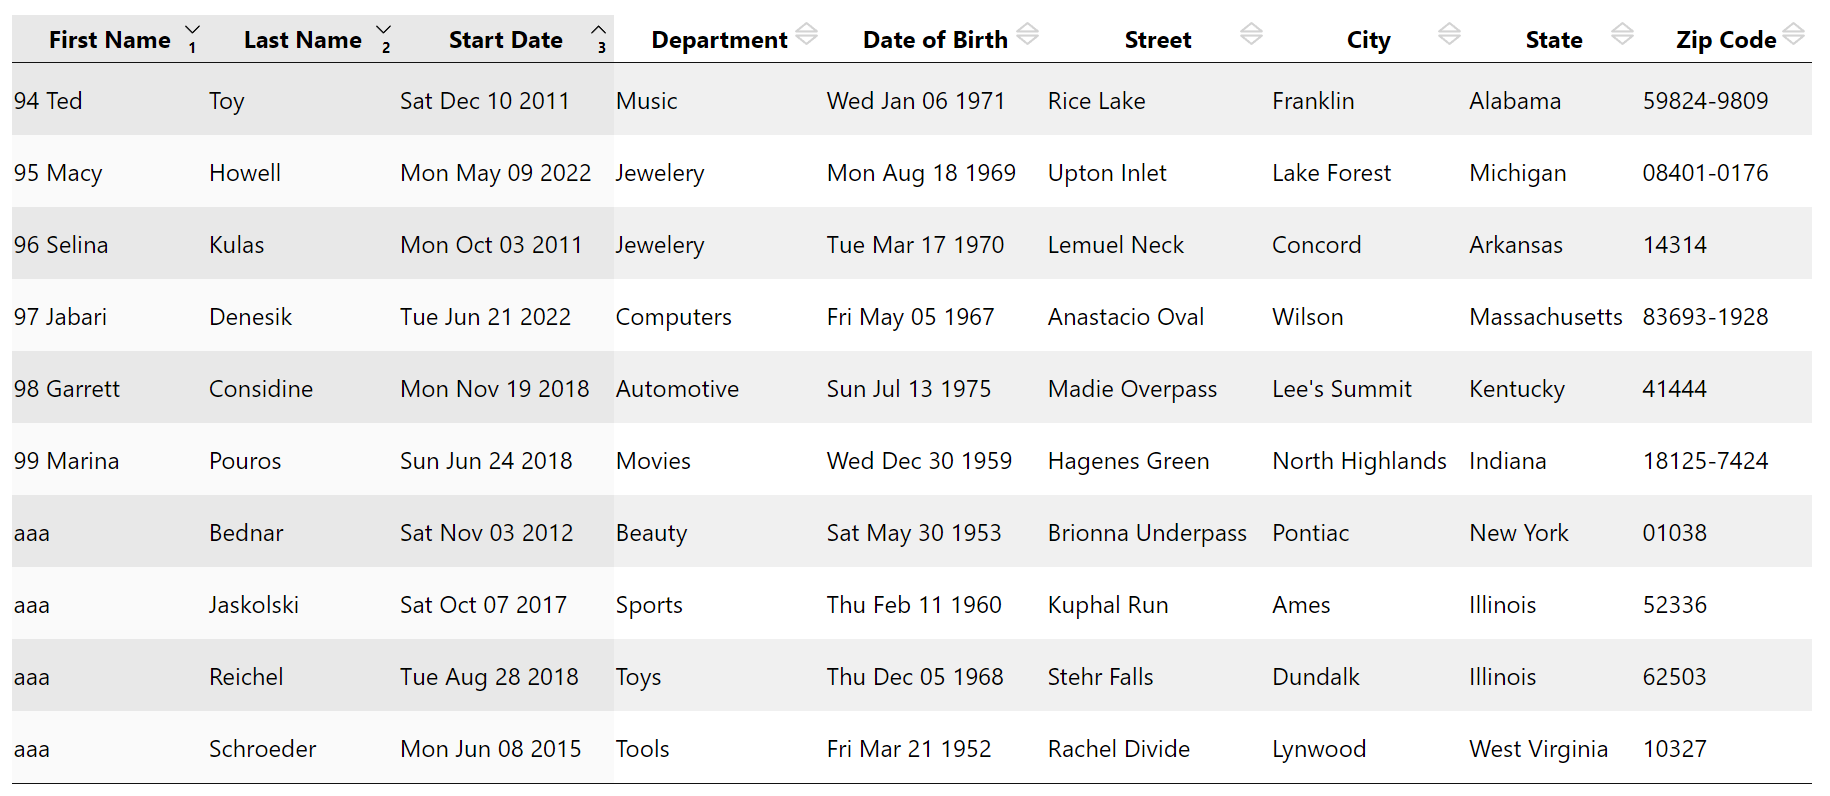 First Name 1 Last Name 2 Start Date 3 Department Date of Birth Street City State Zip Code
94 Ted Toy Sat Dec 10 2011 Music Wed Jan 06 1971 Rice Lake Franklin Alabama 59824-9809
95 Macy Howell Mon May 09 2022 Jewelery Mon Aug 18 1969 Upton Inlet Lake Forest Michigan 08401-0176
96 Selina Kulas Mon Oct 03 2011 Jewelery Tue Mar 17 1970 Lemuel Neck Concord Arkansas 14314
97 Jabari Denesik Tue Jun 21 2022 Computers Fri May 05 1967 Anastacio Oval Wilson Massachusetts 83693-1928
98 Garrett Considine Mon Nov 19 2018 Automotive Sun Jul 13 1975 Madie Overpass Lee's Summit Kentucky 41444
99 Marina Pouros Sun Jun 24 2018 Movies Wed Dec 30 1959 Hagenes Green North Highlands Indiana 18125-7424
aaa Bednar Sat Nov 03 2012 Beauty Sat May 30 1953 Brionna Underpass Pontiac New York 01038
aaa Jaskolski Sat Oct 07 2017 Sports Thu Feb 11 1960 Kuphal Run Ames Illinois 52336
aaa Reichel Tue Aug 28 2018 Toys Thu Dec 05 1968 Stehr Falls Dundalk Illinois 62503
aaa Schroeder Mon Jun 08 2015 Tools Fri Mar 21 1952 Rachel Divide Lynwood West Virginia 10327